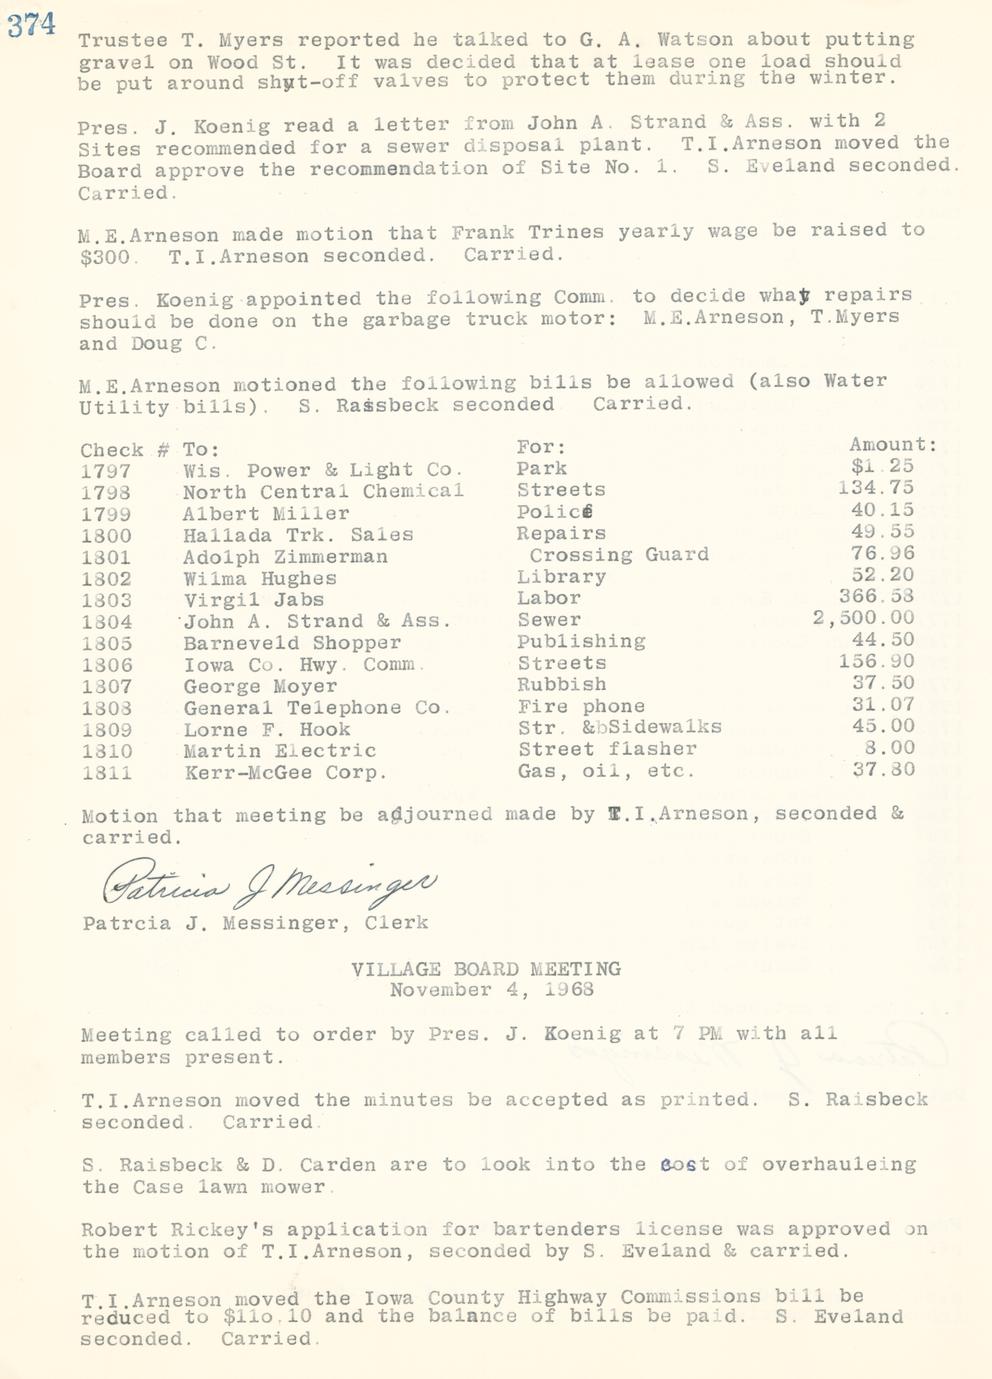 374
Trustee T. Myers reported he talked to G. A. Watson about putting
gravel on Wood St.  It was decided that at lease one load should
be put around shyt-off valves to protect them during the winter.
Pres. J. Koenig read a letter from John A. Strand & Ass. with 2
Sites recommended for a sewer disposal plant.  T.I.Arneson moved the
Board approve the recommendation of Site No. 1.  S. Eveland seconded.
Carried.
M.E.Arneson made motion that Frank Trines yearly wage be raised to
$300.  T.I.Arneson seconded.  Carried.
Pres. Koenig appointed the following Comm. to decide what repairs
should be done on the garbage truck motor:  M.E.Arneson, T.Myers
and Doug C.
M.E.Arneson motioned the following bills be allowed (also Water
Utility bills).  S. Rassbeck seconded   Carried.
Check # To: For: Amount:
1797 Wis. Power & Light Co. Park $1.25
1798 North Central Chemical Streets 134.75
1799 Albert Miller Police 40.15
1800 Hallada Trk. Sales Repairs 49.55
1801 Adolph Zimmerman Crossing Guard 76.96
1802 Wilma Hughes Library 52.20
1803 Virgil Jabs Labor 366.58
1804 John A. Strand & Ass. Sewer 2,500.00
1805 Barneveld Shopper Publishing 44.50
1806 Iowa Co. Hwy. Comm. Streets 156.90
1807 George Moyer Rubbish 37.50
1808 General Telephone Co. Fire phone 31.07
1809 Lorne F. Hook Str. &bSidewalks 45.00
1810 Martin Electric Street flasher 8.00
1811 Kerr-McGee Corp. Gas, oil, etc. 37.80
Motion that meeting be adjourned made by T.I.Arneson, seconded &
carried.
Patricia J Messinger
Patrcia J. Messinger, Clerk
VILLAGE BOARD MEETING
November 4, 1968
Meeting called to order by Pres. J. Koenig at 7 PM with all
members present.
T.I.Arneson moved the minutes be accepted as printed.  S. Raisbeck
seconded.  Carried.
S. Raisbeck & D. Carden are to look into the cost of overhauleing
the Case lawn mower.
Robert Rickey's application for bartenders license was approved on
the motion of T.I.Arneson, seconded by S. Eveland & carried.
T.I.Arneson moved the Iowa County Highway Commissions bill be
reduced to $11o.10 and the balance of bills be paid.  S. Eveland
seconded.  Carried.